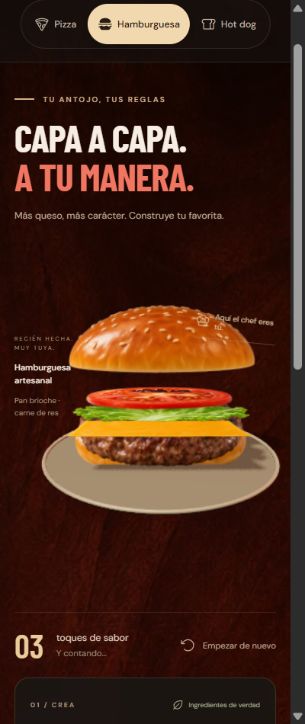 Pizza
Hamburguesa
Hot dog
TU ANTOJO, TUS REGLAS
CAPA A CAPA.
A TU MANERA.
Más queso, más carácter. Construye tu favorita.
Aquí el chef eres
tú.
RECIÉN HECHA.
MUY TUYA.
Hamburguesa
artesanal
Pan brioche ·
carne de res
03
toques de sabor
Y contando…
Empezar de nuevo
01 / CREA
Ingredientes de verdad